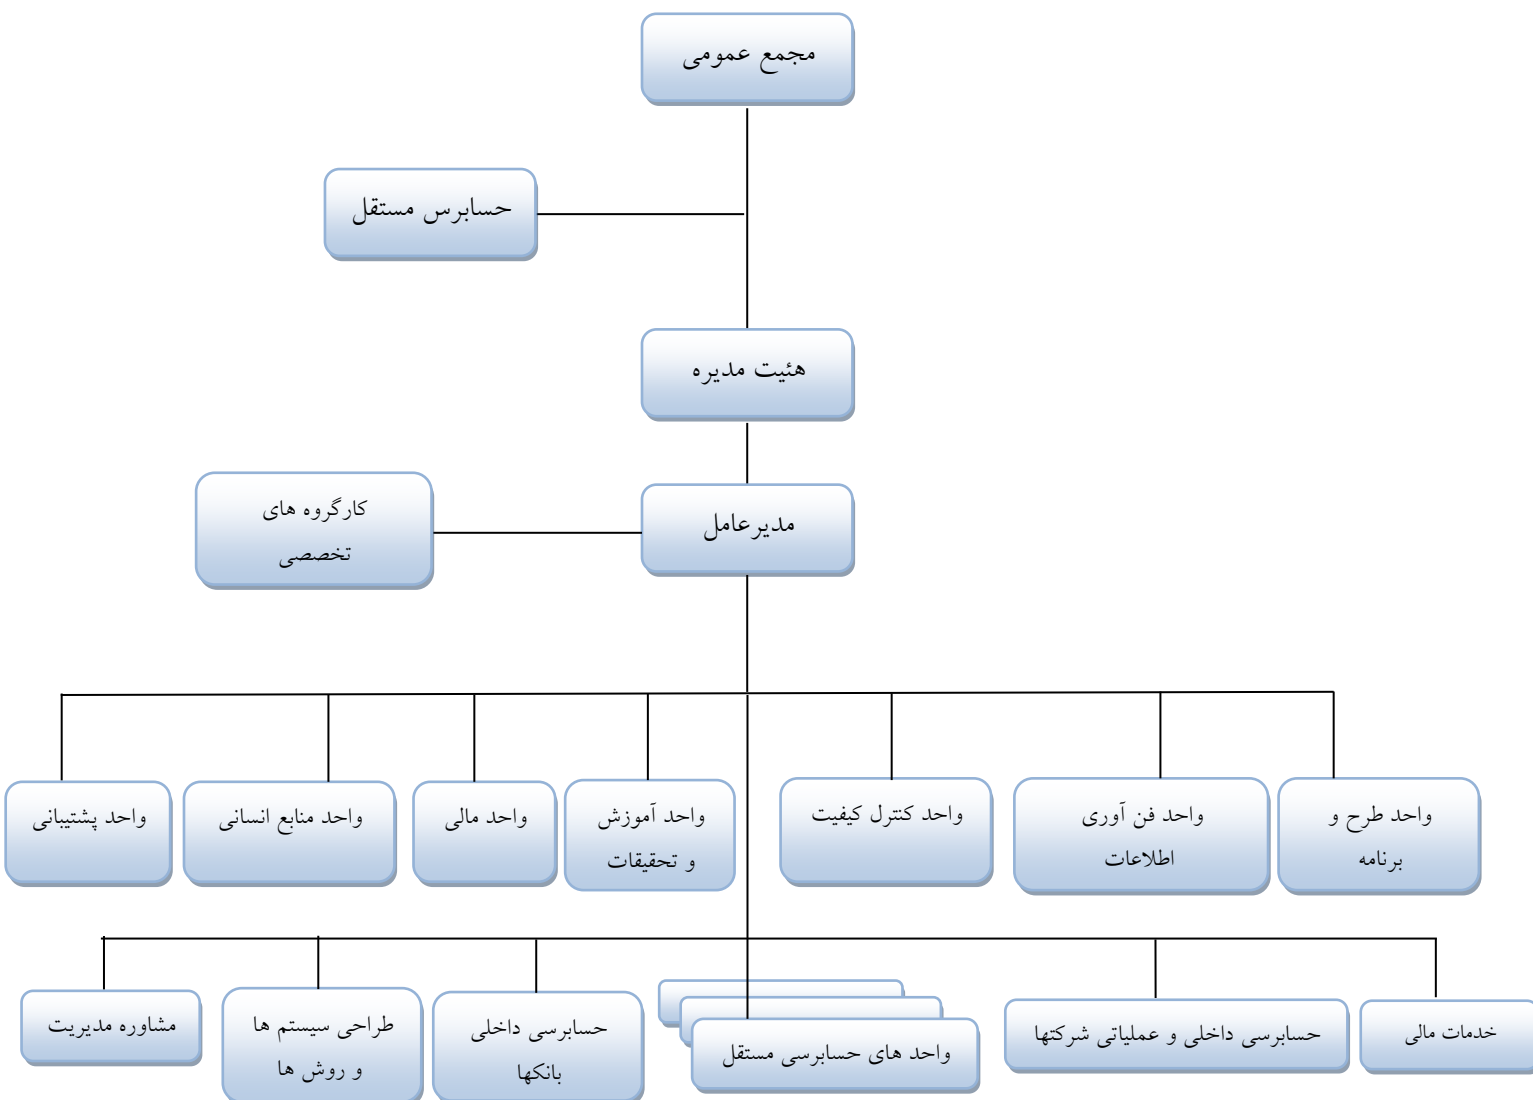 مجمع عمومی
حسابرس مستقل
هئیت مدیره
مدیرعامل
کارگروه های
تخصصی
واحد طرح و
برنامه
واحد فن آوری
اطلاعات
واحد کنترل کیفیت
واحد آموزش
و تحقیقات
واحد مالی
واحد منابع انسانی
واحد پشتیبانی
خدمات مالی
حسابرسی داخلی و عملیاتی شرکتها
واحد های حسابرسی مستقل
حسابرسی داخلی
بانکها
طراحی سیستم ها
و روش ها
مشاوره مدیریت